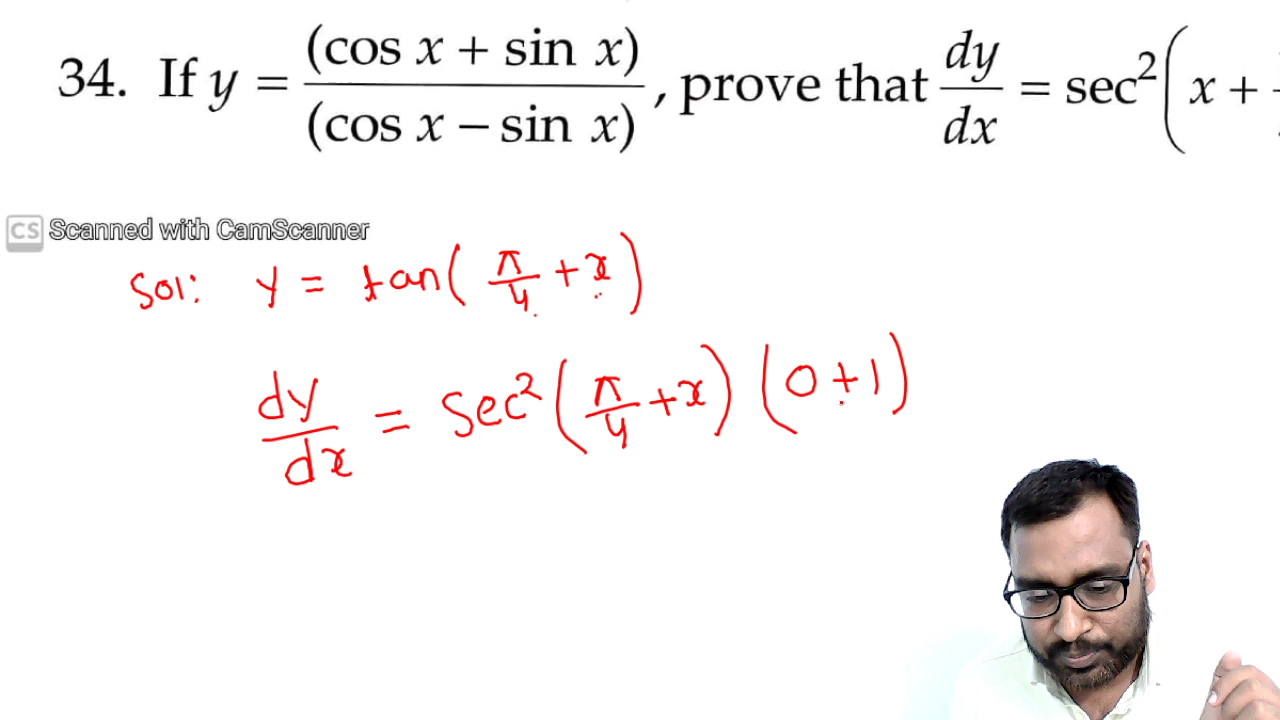 34. If y = (cos x + sin x) / (cos x − sin x), prove that dy/dx = sec²( x +
CS Scanned with CamScanner
Sol: y = tan( π/4 + x )
dy/dx = sec² ( π/4 + x ) ( 0 + 1 )